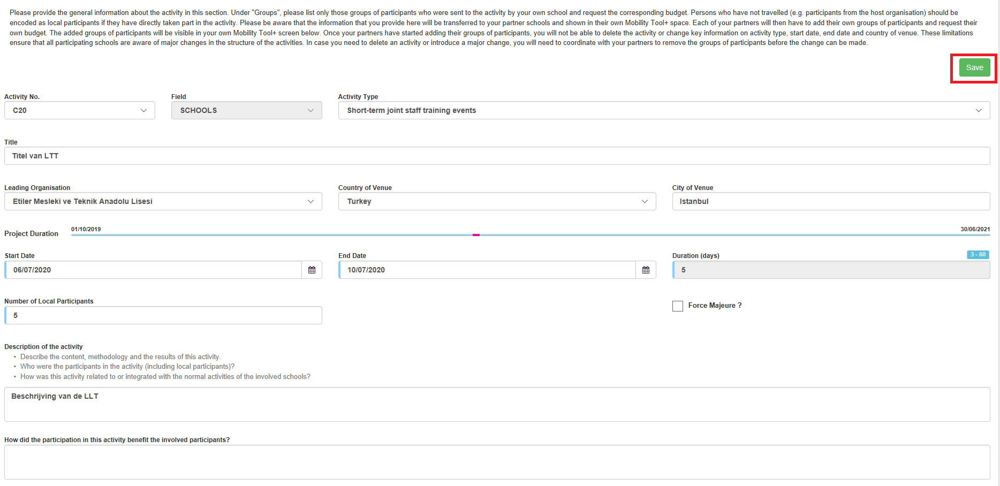 Please provide the general information about the activity in this section. Under "Groups", please list only those groups of participants who were sent to the activity by your own school and request the corresponding budget. Persons who have not travelled (e.g. participants from the host organisation) should be
encoded as local participants if they have directly taken part in the activity. Please be aware that the information that you provide here will be transferred to your partner schools and shown in their own Mobility Tool+ space. Each of your partners will then have to add their own groups of participants and request their
own budget. The added groups of participants will be visible in your own Mobility Tool+ screen below. Once your partners have started adding their groups of participants, you will not be able to delete the activity or change key information on activity type, start date, end date and country of venue. These limitations
ensure that all participating schools are aware of major changes in the structure of the activities. In case you need to delete an activity or introduce a major change, you will need to coordinate with your partners to remove the groups of participants before the change can be made.
Save
Activity No. Field Activity Type
C20 SCHOOLS Short-term joint staff training events
Title
Titel van LTT
Leading Organisation Country of Venue City of Venue
Etiler Mesleki ve Teknik Anadolu Lisesi Turkey Istanbul
Project Duration 01/10/2019 30/06/2021
Start Date End Date Duration (days) 3 - 60
06/07/2020 10/07/2020 5
Number of Local Participants
5 Force Majeure ?
Description of the activity
• Describe the content, methodology and the results of this activity.
• Who were the participants in the activity (including local participants)?
• How was this activity related to or integrated with the normal activities of the involved schools?
Beschrijving van de LLT
How did the participation in this activity benefit the involved participants?